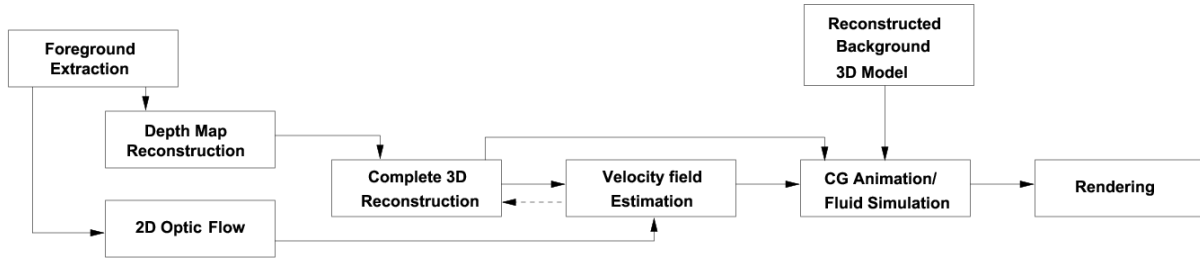 Foreground
Extraction
Depth Map
Reconstruction
2D Optic Flow
Complete 3D
Reconstruction
Velocity field
Estimation
Reconstructed
Background
3D Model
CG Animation/
Fluid Simulation
Rendering